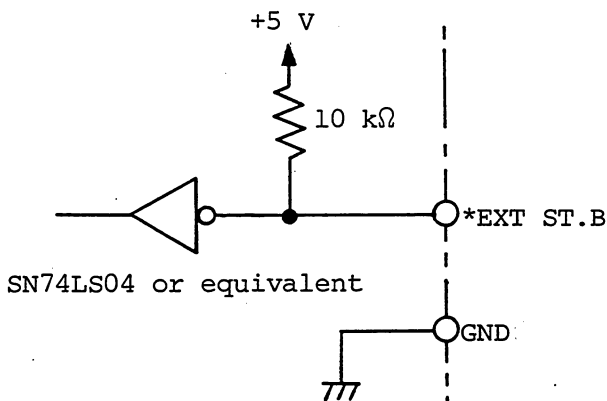 +5 V
10 kΩ
*EXT ST.B
SN74LS04 or equivalent
GND